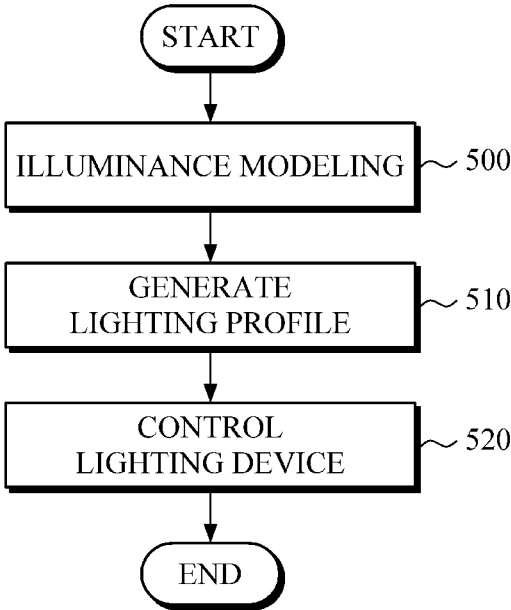 START
ILLUMINANCE MODELING
500
GENERATE
LIGHTING PROFILE
510
CONTROL
LIGHTING DEVICE
520
END